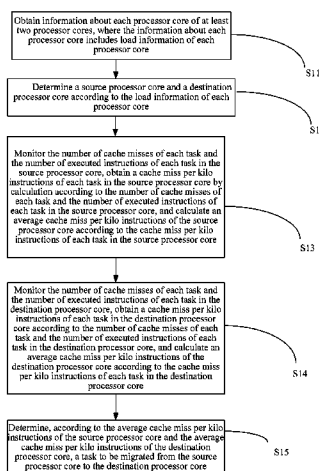 Obtain information about each processor core of at least
two processor cores, where the information about each
processor core includes load information of each
processor core
S11
Determine a source processor core and a destination
processor core according to the load information of each
processor core
S1
Monitor the number of cache misses of each task and
the number of executed instructions of each task in the
source processor core, obtain a cache miss per kilo
instructions of each task in the source processor core by
calculation according to the number of cache misses of
each task and the number of executed instructions of
each task in the source processor core, and calculate an
average cache miss per kilo instructions of the source
processor core according to the cache miss per kilo
instructions of each task in the source processor core
S13
Monitor the number of cache misses of each task and
the number of executed instructions of each task in the
destination processor core, obtain a cache miss per kilo
instructions of each task in the destination processor
core according to the number of cache misses of each
task and the number of executed instructions of each
task in the destination processor core, and calculate an
average cache miss per kilo instructions of the
destination processor core according to the cache miss
per kilo instructions of each task in the destination
processor core
S14
Determine, according to the average cache miss per kilo
instructions of the source processor core and the average
cache miss per kilo instructions of the destination
processor core, a task to be migrated from the source
processor core to the destination processor core
S15